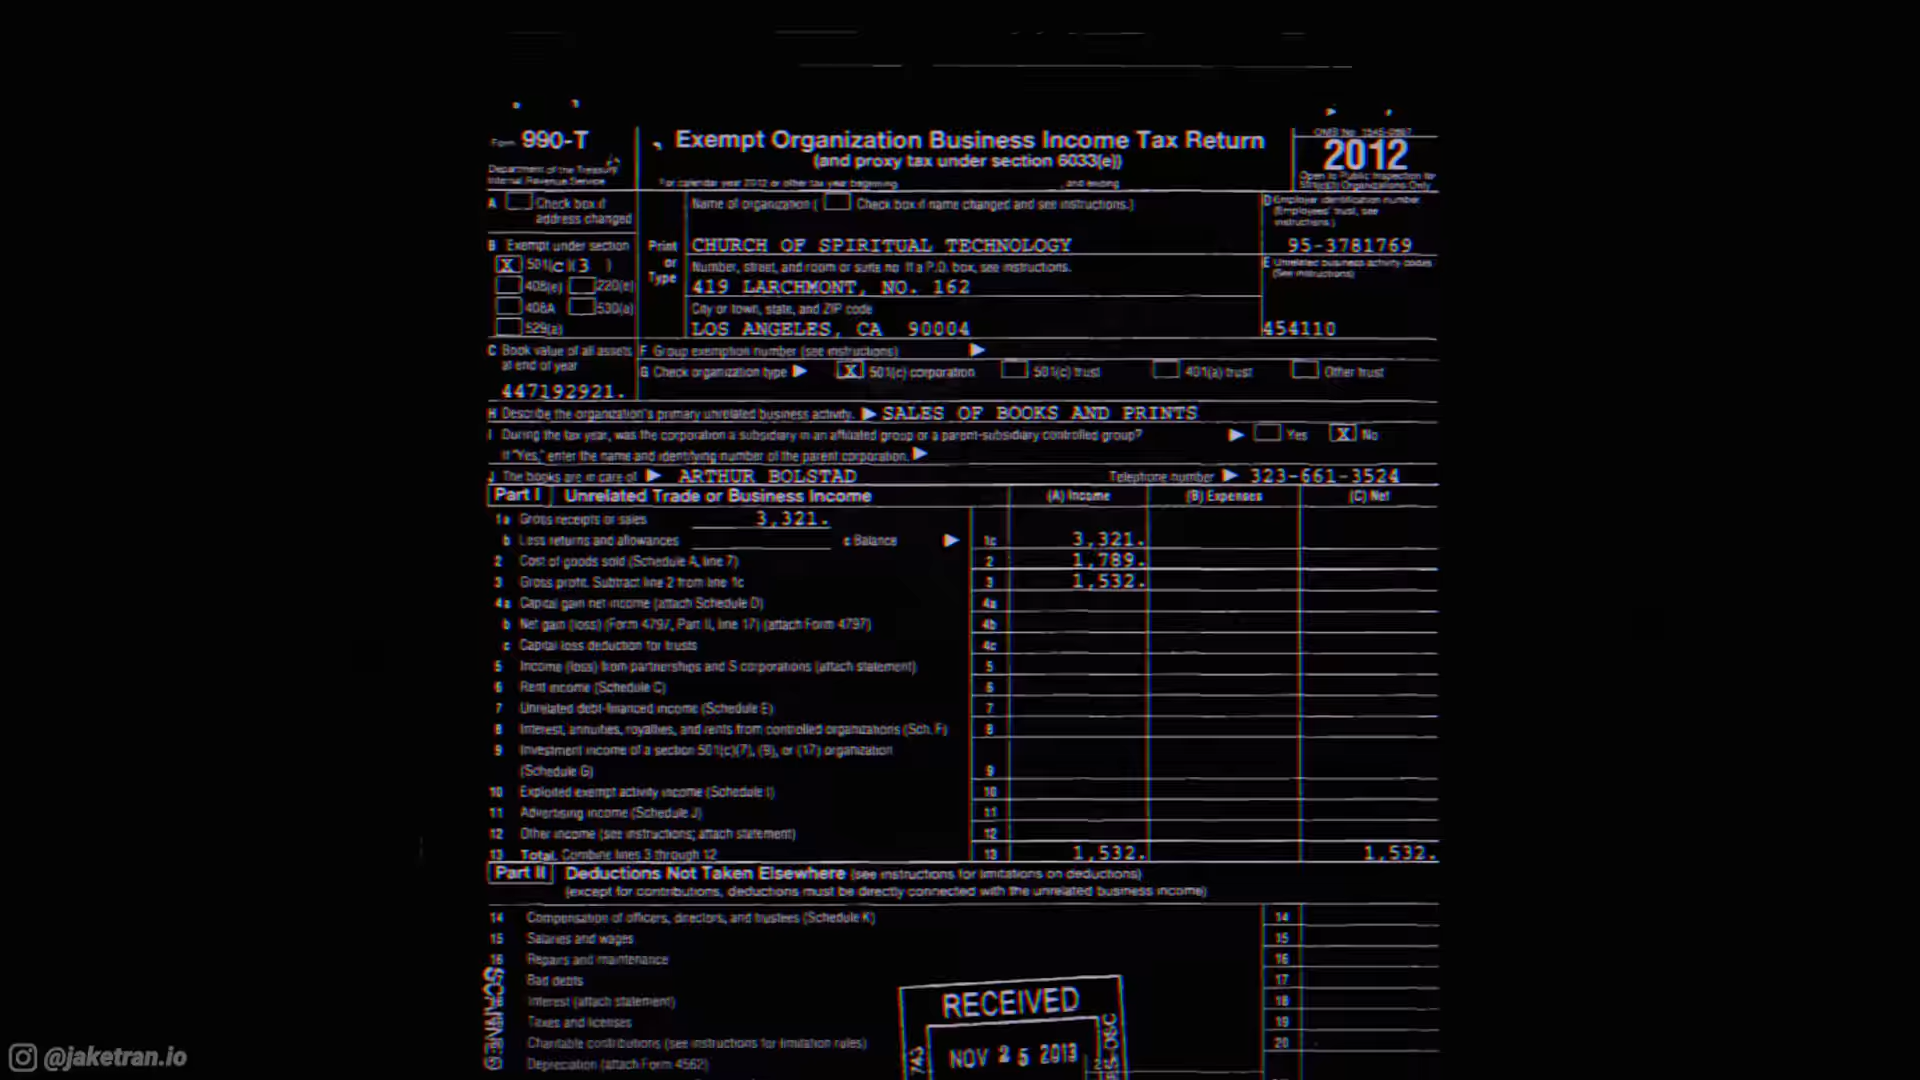 Form 990-T
Exempt Organization Business Income Tax Return
(and proxy tax under section 6033(e))
OMB No 1545-0687
2012
Department of the Treasury
Internal Revenue Service
For calendar year 2012 or other tax year beginning , and ending
Open to Public Inspection for
501(c)(3) Organizations Only
A Check box if
address changed
Name of organization ( Check box if name changed and see instructions.)
D Employer identification number
(Employees' trust, see
instructions.)
B Exempt under section
Print
or
Type
CHURCH OF SPIRITUAL TECHNOLOGY
95-3781769
X 501(c)(3 )
Number, street, and room or suite no If a P.O. box, see instructions.
E Unrelated business activity codes
(See instructions)
408(e) 220(e)
419 LARCHMONT, NO. 162
408A 530(a)
City or town, state, and ZIP code
529(a)
LOS ANGELES, CA 90004
454110
C Book value of all assets
at end of year
447192921.
F Group exemption number (see instructions)
G Check organization type X 501(c) corporation 501(c) trust 401(a) trust Other trust
H Describe the organization's primary unrelated business activity. SALES OF BOOKS AND PRINTS
I During the tax year, was the corporation a subsidiary in an affiliated group or a parent-subsidiary controlled group? Yes X No
If "Yes," enter the name and identifying number of the parent corporation.
J The books are in care of ARTHUR BOLSTAD Telephone number 323-661-3524
Part I Unrelated Trade or Business Income (A) Income (B) Expenses (C) Net
1a Gross receipts or sales 3,321.
b Less returns and allowances c Balance 1c 3,321.
2 Cost of goods sold (Schedule A, line 7) 2 1,789.
3 Gross profit. Subtract line 2 from line 1c 3 1,532.
4a Capital gain net income (attach Schedule D) 4a
b Net gain (loss) (Form 4797, Part II, line 17) (attach Form 4797) 4b
c Capital loss deduction for trusts 4c
5 Income (loss) from partnerships and S corporations (attach statement) 5
6 Rent income (Schedule C) 6
7 Unrelated debt-financed income (Schedule E) 7
8 Interest, annuities, royalties, and rents from controlled organizations (Sch. F) 8
9 Investment income of a section 501(c)(7), (9), or (17) organization
(Schedule G) 9
10 Exploited exempt activity income (Schedule I) 10
11 Advertising income (Schedule J) 11
12 Other income (see instructions; attach statement) 12
13 Total. Combine lines 3 through 12 13 1,532. 1,532.
Part II Deductions Not Taken Elsewhere (see instructions for limitations on deductions)
(except for contributions, deductions must be directly connected with the unrelated business income)
14 Compensation of officers, directors, and trustees (Schedule K) 14
15 Salaries and wages 15
16 Repairs and maintenance 16
Bad debts 17
Interest (attach statement) 18
Taxes and licenses 19
Charitable contributions (see instructions for limitation rules) 20
Depreciation (attach Form 4562)
SCANNED
RECEIVED
NOV 25 2013
@jaketran.io